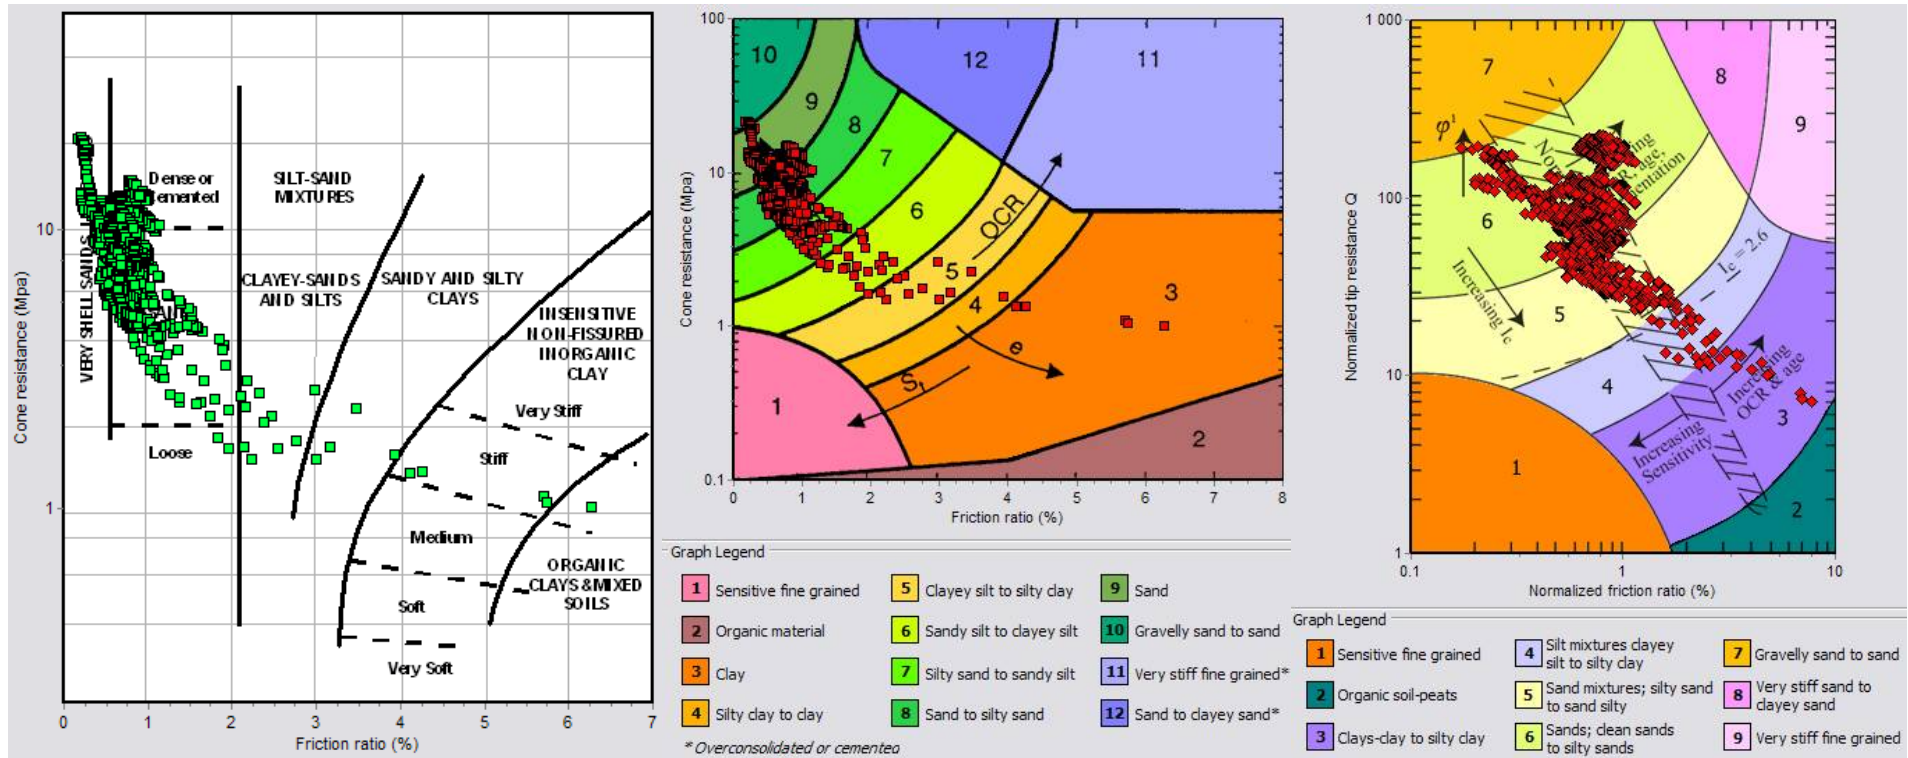 Cone resistance (Mpa)
10
1
VERY SHELL SANDS
Dense or
Cemented
SILT-SAND
MIXTURES
CLAYEY-SANDS
AND SILTS
SANDY AND SILTY
CLAYS
INSENSITIVE
NON-FISSURED
INORGANIC
CLAY
Very Stiff
Loose
Stiff
Medium
ORGANIC
CLAYS & MIXED
SOILS
Soft
Very Soft
0 1 2 3 4 5 6 7
Friction ratio (%)
Cone resistance (Mpa)
100
10
1
0.1
10
9
8
7
6
5
4
3
12
11
1
2
OCR
e
St
0 1 2 3 4 5 6 7 8
Friction ratio (%)
Graph Legend
1 Sensitive fine grained
2 Organic material
3 Clay
4 Silty clay to clay
5 Clayey silt to silty clay
6 Sandy silt to clayey silt
7 Silty sand to sandy silt
8 Sand to silty sand
9 Sand
10 Gravelly sand to sand
11 Very stiff fine grained*
12 Sand to clayey sand*
* Overconsolidated or cemented
Normalized tip resistance Q
1 000
100
10
1
7
8
9
6
5
4
3
1
2
φ'
Increasing Ic
Ic = 2.6
Increasing
OCR & age
Increasing
Sensitivity
0.1 1 10
Normalized friction ratio (%)
Graph Legend
1 Sensitive fine grained
2 Organic soil-peats
3 Clays-clay to silty clay
4 Silt mixtures clayey
silt to silty clay
5 Sand mixtures; silty sand
to sand silty
6 Sands; clean sands
to silty sands
7 Gravelly sand to sand
8 Very stiff sand to
clayey sand
9 Very stiff fine grained